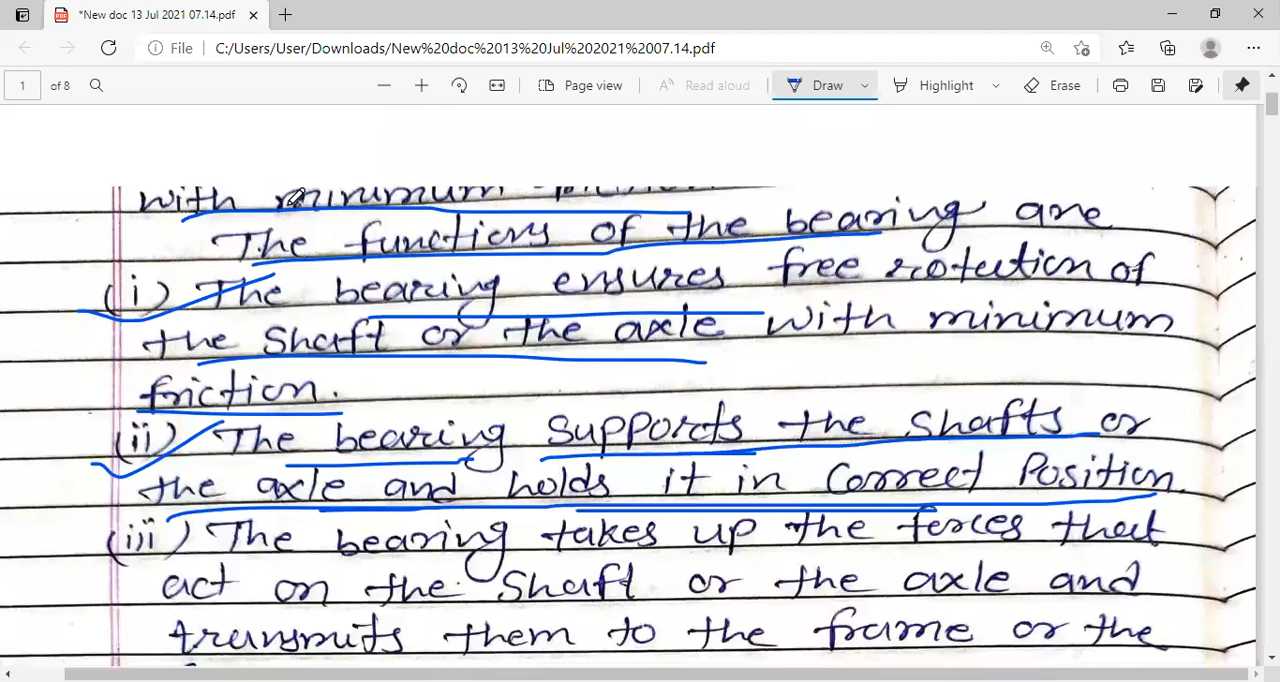 *New doc 13 Jul 2021 07.14.pdf
File C:/Users/User/Downloads/New%20doc%2013%20Jul%202021%2007.14.pdf
1 of 8 Page view Read aloud Draw Highlight Erase
with minimum
The functions of the bearing are
(i) The bearing ensures free rotation of
the shaft or the axle with minimum
friction.
(ii) The bearing supports the shafts or
the axle and holds it in correct Position
(iii) The bearing takes up the forces that
act on the shaft or the axle and
transmits them to the frame or the